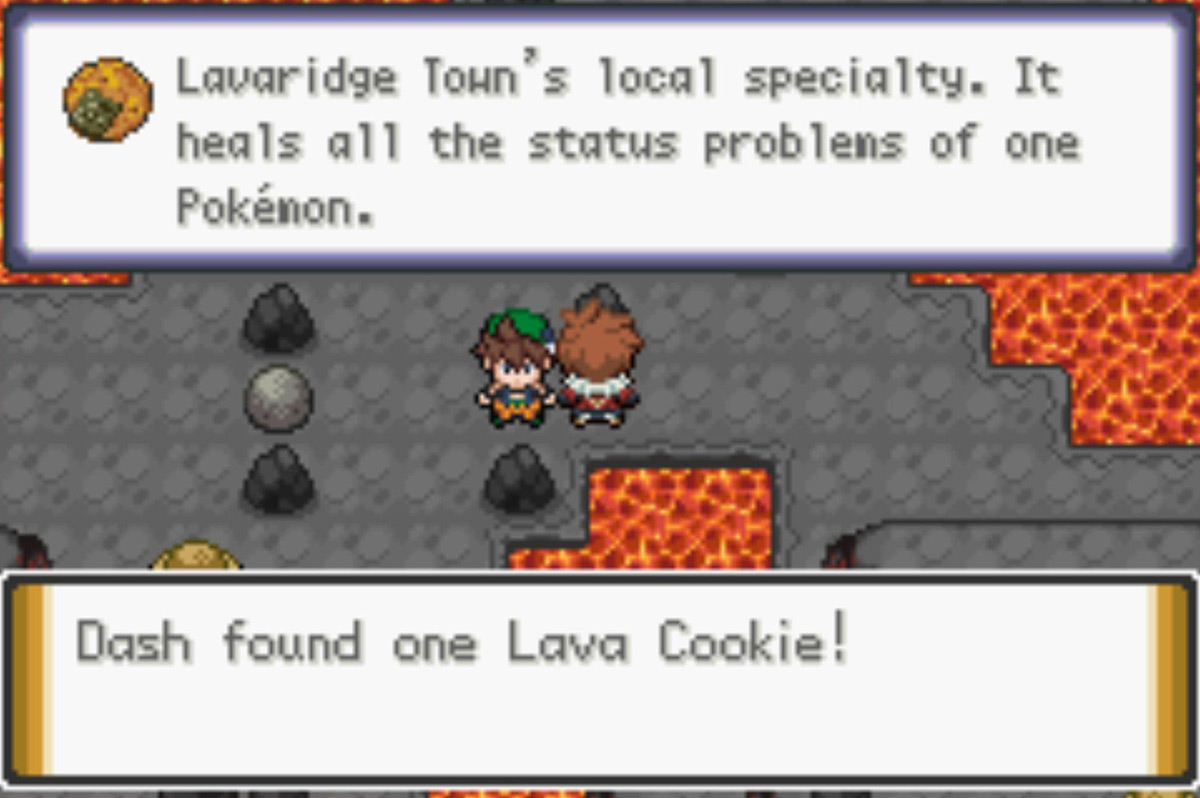 Lavaridge Town's local specialty. It
heals all the status problems of one
Pokémon.
Dash found one Lava Cookie!